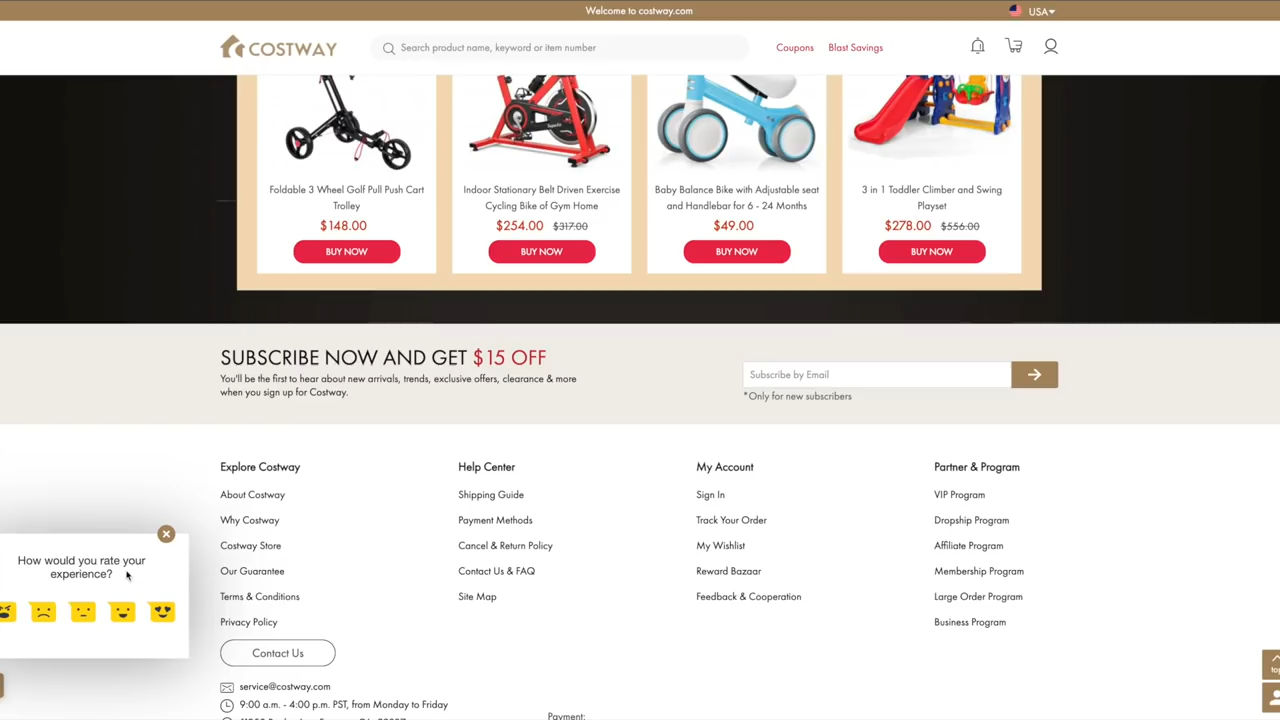 Welcome to costway.com
USA
COSTWAY
Search product name, keyword or item number
Coupons
Blast Savings
Foldable 3 Wheel Golf Pull Push Cart
Trolley
$148.00
BUY NOW
Indoor Stationary Belt Driven Exercise
Cycling Bike of Gym Home
$254.00 $317.00
BUY NOW
Baby Balance Bike with Adjustable seat
and Handlebar for 6 - 24 Months
$49.00
BUY NOW
3 in 1 Toddler Climber and Swing
Playset
$278.00 $556.00
BUY NOW
SUBSCRIBE NOW AND GET $15 OFF
You'll be the first to hear about new arrivals, trends, exclusive offers, clearance & more
when you sign up for Costway.
Subscribe by Email
*Only for new subscribers
Explore Costway
About Costway
Why Costway
Costway Store
Our Guarantee
Terms & Conditions
Privacy Policy
Contact Us
service@costway.com
9:00 a.m. - 4:00 p.m. PST, from Monday to Friday
Help Center
Shipping Guide
Payment Methods
Cancel & Return Policy
Contact Us & FAQ
Site Map
My Account
Sign In
Track Your Order
My Wishlist
Reward Bazaar
Feedback & Cooperation
Partner & Program
VIP Program
Dropship Program
Affiliate Program
Membership Program
Large Order Program
Business Program
How would you rate your
experience?
Payment:
top